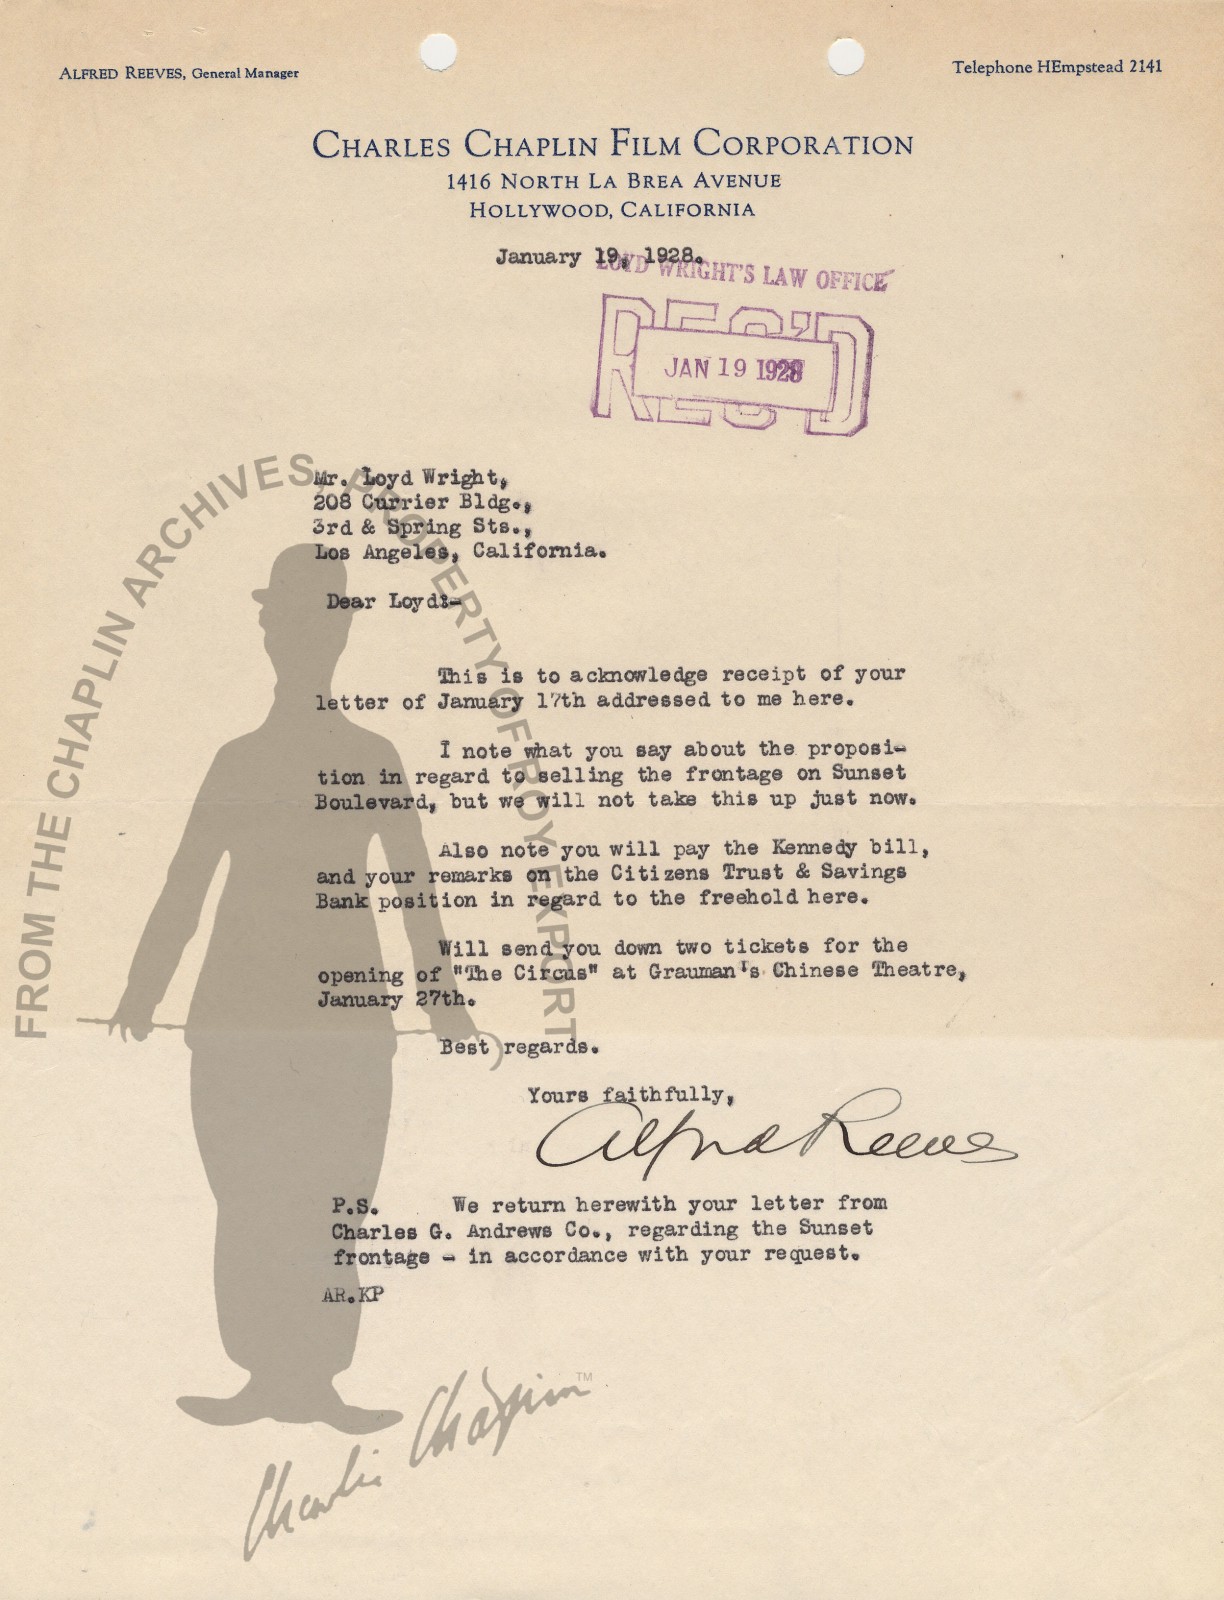 ALFRED REEVES, General Manager
Telephone HEmpstead 2141
CHARLES CHAPLIN FILM CORPORATION
1416 NORTH LA BREA AVENUE
HOLLYWOOD, CALIFORNIA
January 19, 1928.
LOYD WRIGHT'S LAW OFFICE
REC'D
JAN 19 1928
Mr. Loyd Wright,
208 Currier Bldg.,
3rd & Spring Sts.,
Los Angeles, California.
Dear Loyd:-
This is to acknowledge receipt of your
letter of January 17th addressed to me here.
I note what you say about the proposi-
tion in regard to selling the frontage on Sunset
Boulevard, but we will not take this up just now.
Also note you will pay the Kennedy bill,
and your remarks on the Citizens Trust & Savings
Bank position in regard to the freehold here.
Will send you down two tickets for the
opening of "The Circus" at Grauman's Chinese Theatre,
January 27th.
Best regards.
Yours faithfully,
Alfred Reeves
P.S. We return herewith your letter from
Charles G. Andrews Co., regarding the Sunset
frontage - in accordance with your request.
AR.KP
FROM THE CHAPLIN ARCHIVES, PROPERTY OF ROY EXPORT
Charlie Chaplin TM